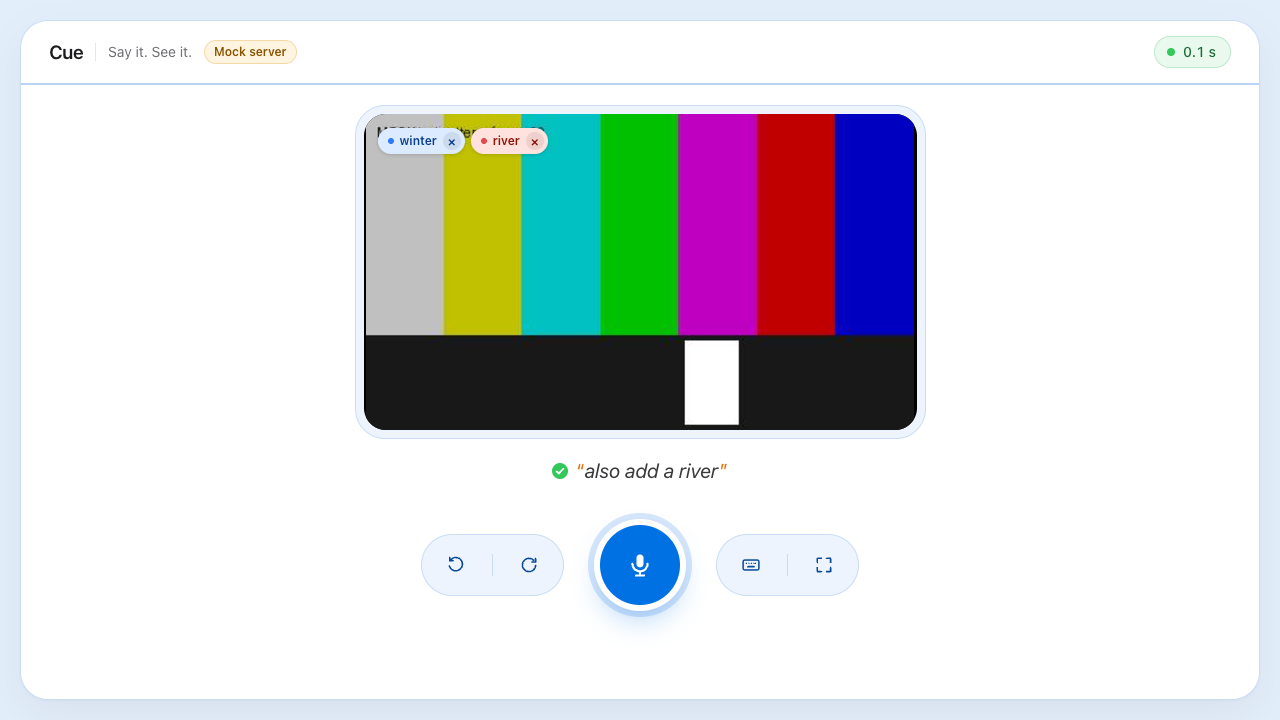 Cue
Say it. See it.
Mock server
0.1 s
winter ×
river ×
“also add a river”